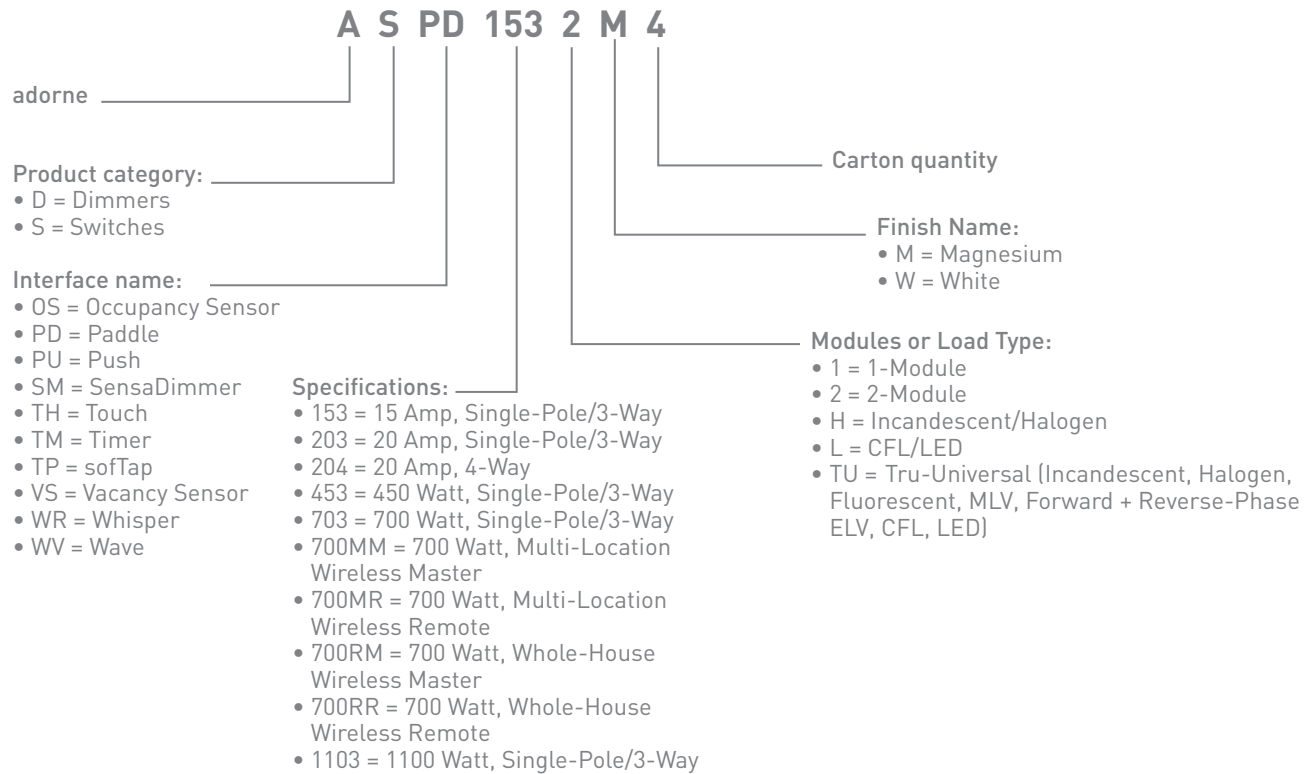 A S PD 153 2 M 4
adorne
Product category:
• D = Dimmers
• S = Switches
Interface name:
• OS = Occupancy Sensor
• PD = Paddle
• PU = Push
• SM = SensaDimmer
• TH = Touch
• TM = Timer
• TP = sofTap
• VS = Vacancy Sensor
• WR = Whisper
• WV = Wave
Specifications:
• 153 = 15 Amp, Single-Pole/3-Way
• 203 = 20 Amp, Single-Pole/3-Way
• 204 = 20 Amp, 4-Way
• 453 = 450 Watt, Single-Pole/3-Way
• 703 = 700 Watt, Single-Pole/3-Way
• 700MM = 700 Watt, Multi-Location
Wireless Master
• 700MR = 700 Watt, Multi-Location
Wireless Remote
• 700RM = 700 Watt, Whole-House
Wireless Master
• 700RR = 700 Watt, Whole-House
Wireless Remote
• 1103 = 1100 Watt, Single-Pole/3-Way
Carton quantity
Finish Name:
• M = Magnesium
• W = White
Modules or Load Type:
• 1 = 1-Module
• 2 = 2-Module
• H = Incandescent/Halogen
• L = CFL/LED
• TU = Tru-Universal (Incandescent, Halogen,
Fluorescent, MLV, Forward + Reverse-Phase
ELV, CFL, LED)